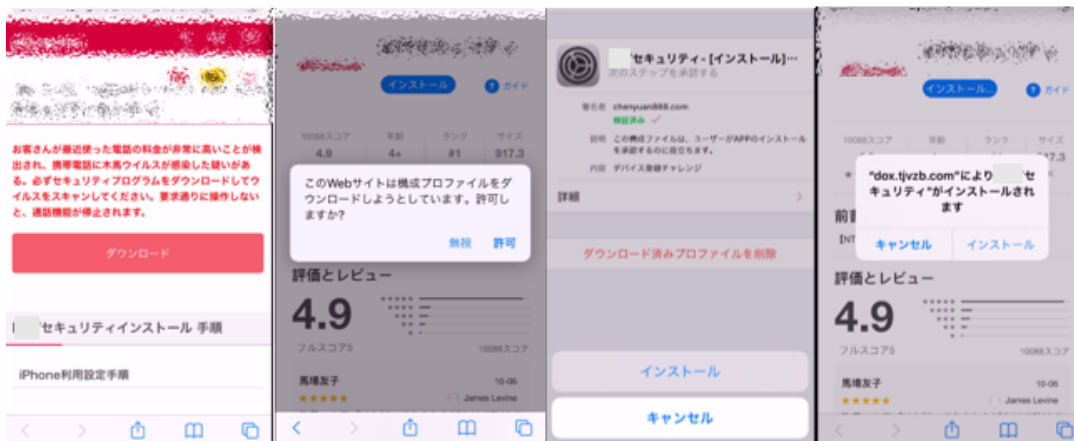 お客さんが最近使った電話の料金が非常に高いことが検
出され、携帯電話に木馬ウイルスが感染した疑いがあ
る。必ずセキュリティプログラムをダウンロードしてウ
イルスをスキャンしてください。要求通りに操作しない
と、通話機能が停止されます。
ダウンロード
セキュリティインストール 手順
iPhone利用設定手順
インストール
? ガイド
10088スコア
年齢
ランク
サイズ
4.9
4+
#1
917.3
このWebサイトは構成プロファイルをダ
ウンロードしようとしています。許可し
ますか?
無視 許可
評価とレビュー
4.9
フルスコア5
10088スコア
馬場友子
10-06
★★★★★
James Levine
セキュリティ- [インストール]…
次のステップを承認する
署名者 chenyuan888.com
検証済み ✓
説明 この構成ファイルは、ユーザーがAPPのインストール
を承認するのに役立ちます。
内容 デバイス登録チャレンジ
詳細
ダウンロード済みプロファイルを削除
インストール
キャンセル
インストール...
? ガイド
10088スコア
年齢
ランク
サイズ
17.3
"dox.tjvzb.com"により
セ
キュリティ"がインストールされ
ます
キャンセル インストール
前
【NT
評価とレビュー
4.9
フルスコア5
10088スコア
馬場友子
10-06
★★★★★
James Levine